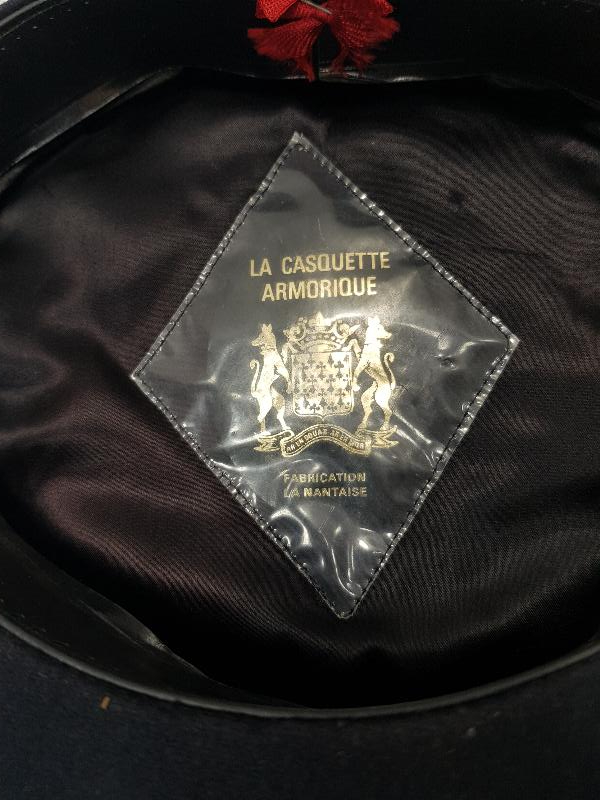 LA CASQUETTE
ARMORIQUE
FABRICATION
LA NANTAISE